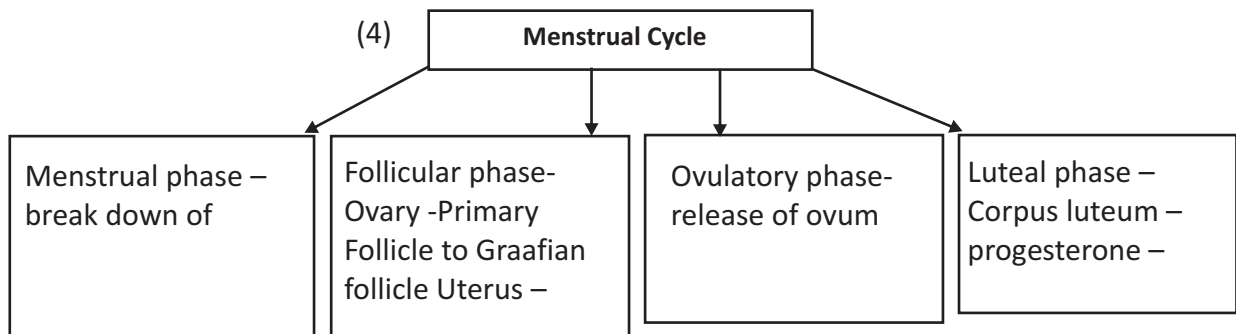 (4)
Menstrual Cycle
Menstrual phase –
break down of
Follicular phase-
Ovary -Primary
Follicle to Graafian
follicle Uterus –
Ovulatory phase-
release of ovum
Luteal phase –
Corpus luteum –
progesterone –